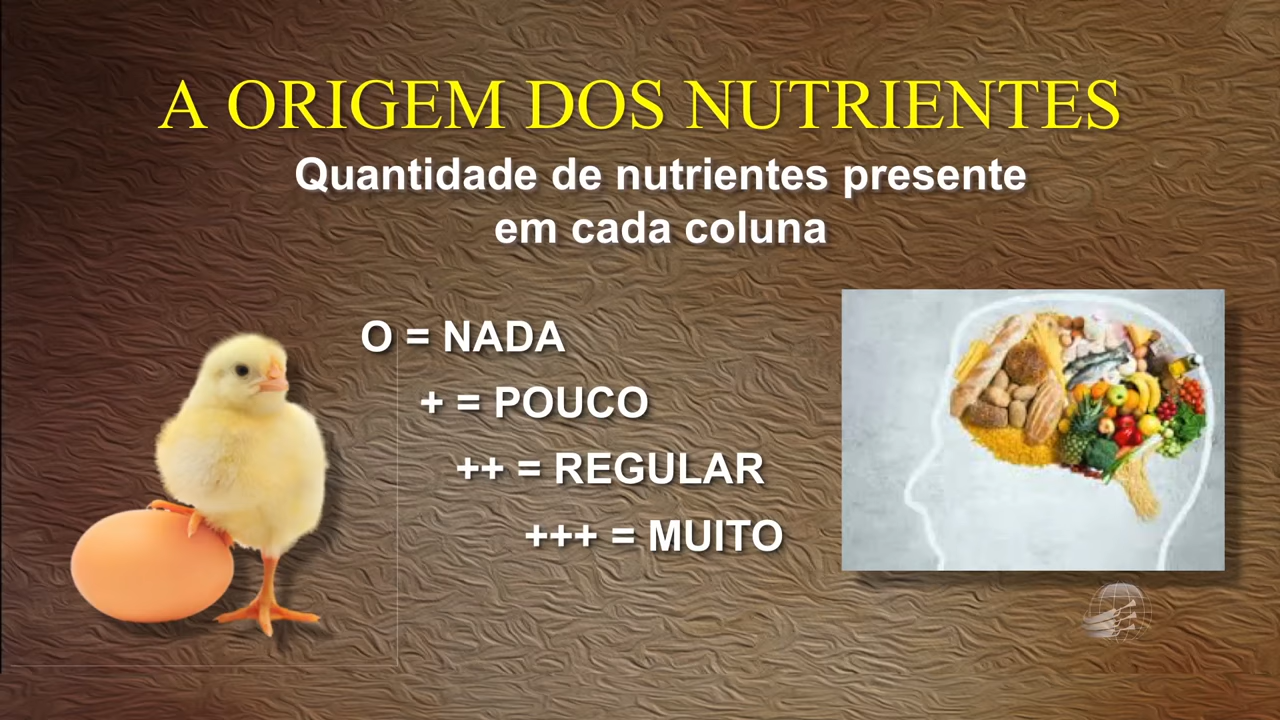 A ORIGEM DOS NUTRIENTES
Quantidade de nutrientes presente
em cada coluna
O = NADA
+ = POUCO
++ = REGULAR
+++ = MUITO